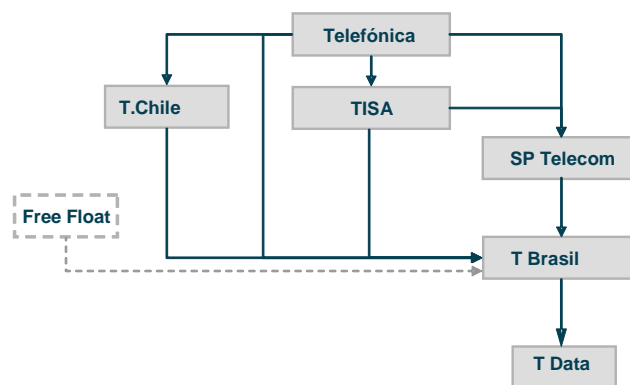 Telefónica
T.Chile
TISA
SP Telecom
Free Float
T Brasil
T Data